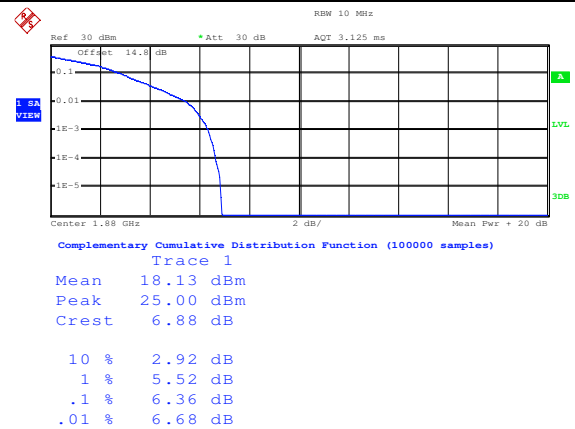 R S
RBW 10 MHz
Ref 30 dBm * Att 30 dB AQT 3.125 ms
Offset 14.8 dB
0.1
A
0.01
1 SA
VIEW
1E-3
LVL
1E-4
1E-5
3DB
Center 1.88 GHz 2 dB/ Mean Pwr + 20 dB
Complementary Cumulative Distribution Function (100000 samples)
Trace 1
Mean 18.13 dBm
Peak 25.00 dBm
Crest 6.88 dB
10 % 2.92 dB
1 % 5.52 dB
.1 % 6.36 dB
.01 % 6.68 dB